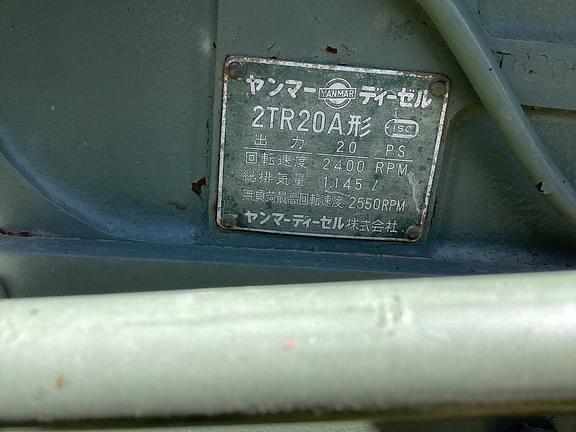 ヤンマー YANMAR ディーゼル
2TR20A形 ISC
出力 20 PS
回転速度 2400 RPM
総排気量 1.145 l
無負荷最高回転速度 2550RPM
ヤンマーディーゼル株式会社